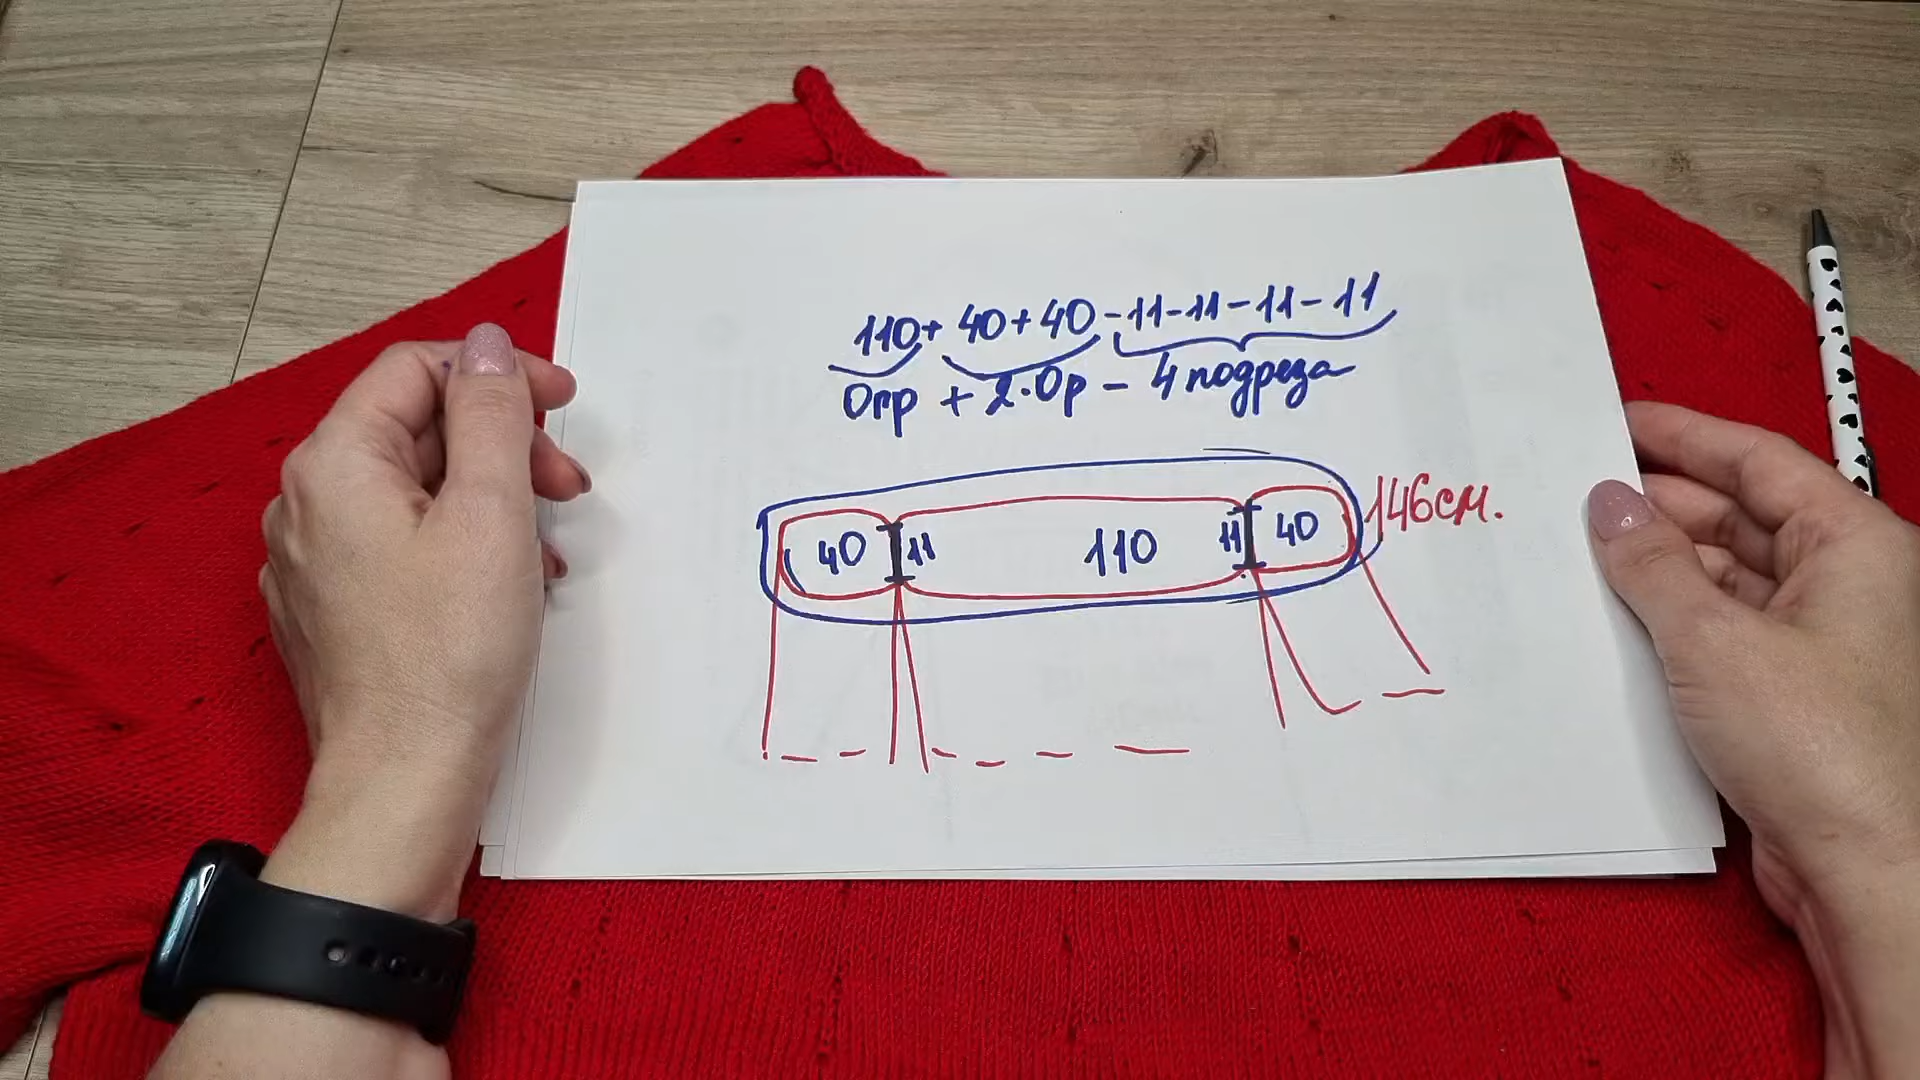 110+ 40+40-11-11-11-11
Огр + 2·Ор - 4 подреза
146см.
40 11 110 11 40